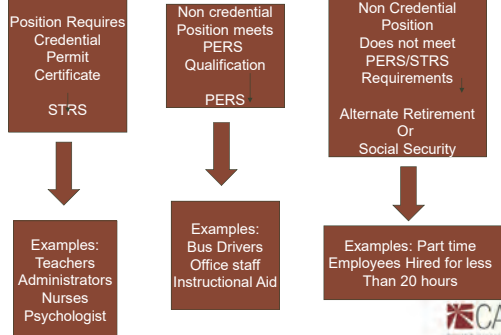 Position Requires
Credential
Permit
Certificate
STRS
Examples:
Teachers
Administrators
Nurses
Psychologist
Non credential
Position meets
PERS
Qualification
PERS
Examples:
Bus Drivers
Office staff
Instructional Aid
Non Credential
Position
Does not meet
PERS/STRS
Requirements
Alternate Retirement
Or
Social Security
Examples: Part time
Employees Hired for less
Than 20 hours
CA